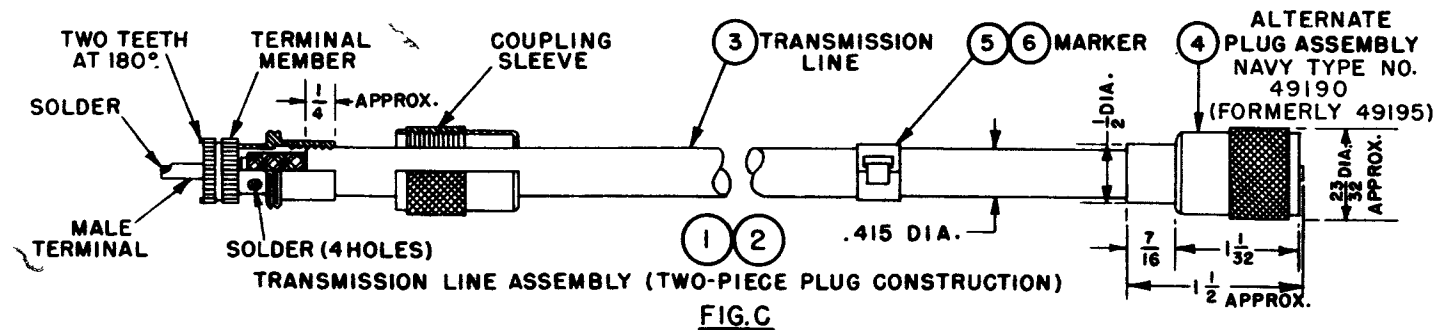 TWO TEETH
AT 180°.
TERMINAL
MEMBER
SOLDER
1/4
APPROX.
COUPLING
SLEEVE
3
TRANSMISSION
LINE
5 6 MARKER
4
ALTERNATE
PLUG ASSEMBLY
NAVY TYPE NO.
49190
(FORMERLY 49195)
1/2 DIA.
23/32 DIA.
APPROX.
MALE
TERMINAL
SOLDER (4 HOLES)
1 2
.415 DIA.
7/16
1 1/32
1 1/2 APPROX.
TRANSMISSION LINE ASSEMBLY (TWO-PIECE PLUG CONSTRUCTION)
FIG. C